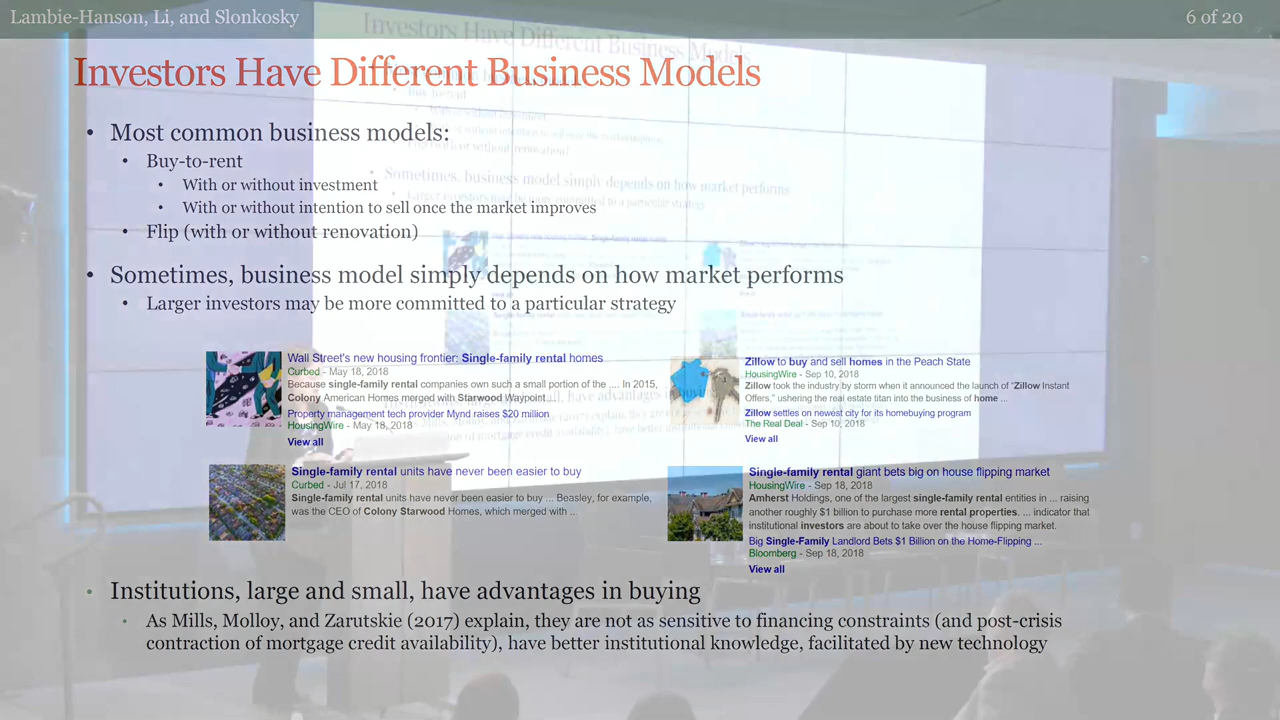 Lambie-Hanson, Li, and Slonkosky
6 of 20
Investors Have Different Business Models
• Most common business models:
• Buy-to-rent
• With or without investment
• With or without intention to sell once the market improves
• Flip (with or without renovation)
• Sometimes, business model simply depends on how market performs
• Larger investors may be more committed to a particular strategy
Wall Street's new housing frontier: Single-family rental homes
Curbed - May 18, 2018
Because single-family rental companies own such a small portion of the .... In 2015,
Colony American Homes merged with Starwood Waypoint ...
Property management tech provider Mynd raises $20 million
HousingWire - May 18, 2018
View all
Zillow to buy and sell homes in the Peach State
HousingWire - Sep 10, 2018
Zillow took the industry by storm when it announced the launch of "Zillow Instant
Offers," ushering the real estate titan into the business of home ...
Zillow settles on newest city for its homebuying program
The Real Deal - Sep 10, 2018
View all
Single-family rental units have never been easier to buy
Curbed - Jul 17, 2018
Single-family rental units have never been easier to buy ... Beasley, for example,
was the CEO of Colony Starwood Homes, which merged with ...
Single-family rental giant bets big on house flipping market
HousingWire - Sep 18, 2018
Amherst Holdings, one of the largest single-family rental entities in ... raising
another roughly $1 billion to purchase more rental properties. ... indicator that
institutional investors are about to take over the house flipping market.
Big Single-Family Landlord Bets $1 Billion on the Home-Flipping ...
Bloomberg - Sep 18, 2018
View all
• Institutions, large and small, have advantages in buying
• As Mills, Molloy, and Zarutskie (2017) explain, they are not as sensitive to financing constraints (and post-crisis
contraction of mortgage credit availability), have better institutional knowledge, facilitated by new technology
Investors Have Different Business Models
Sometimes, business model simply depends on how market performs